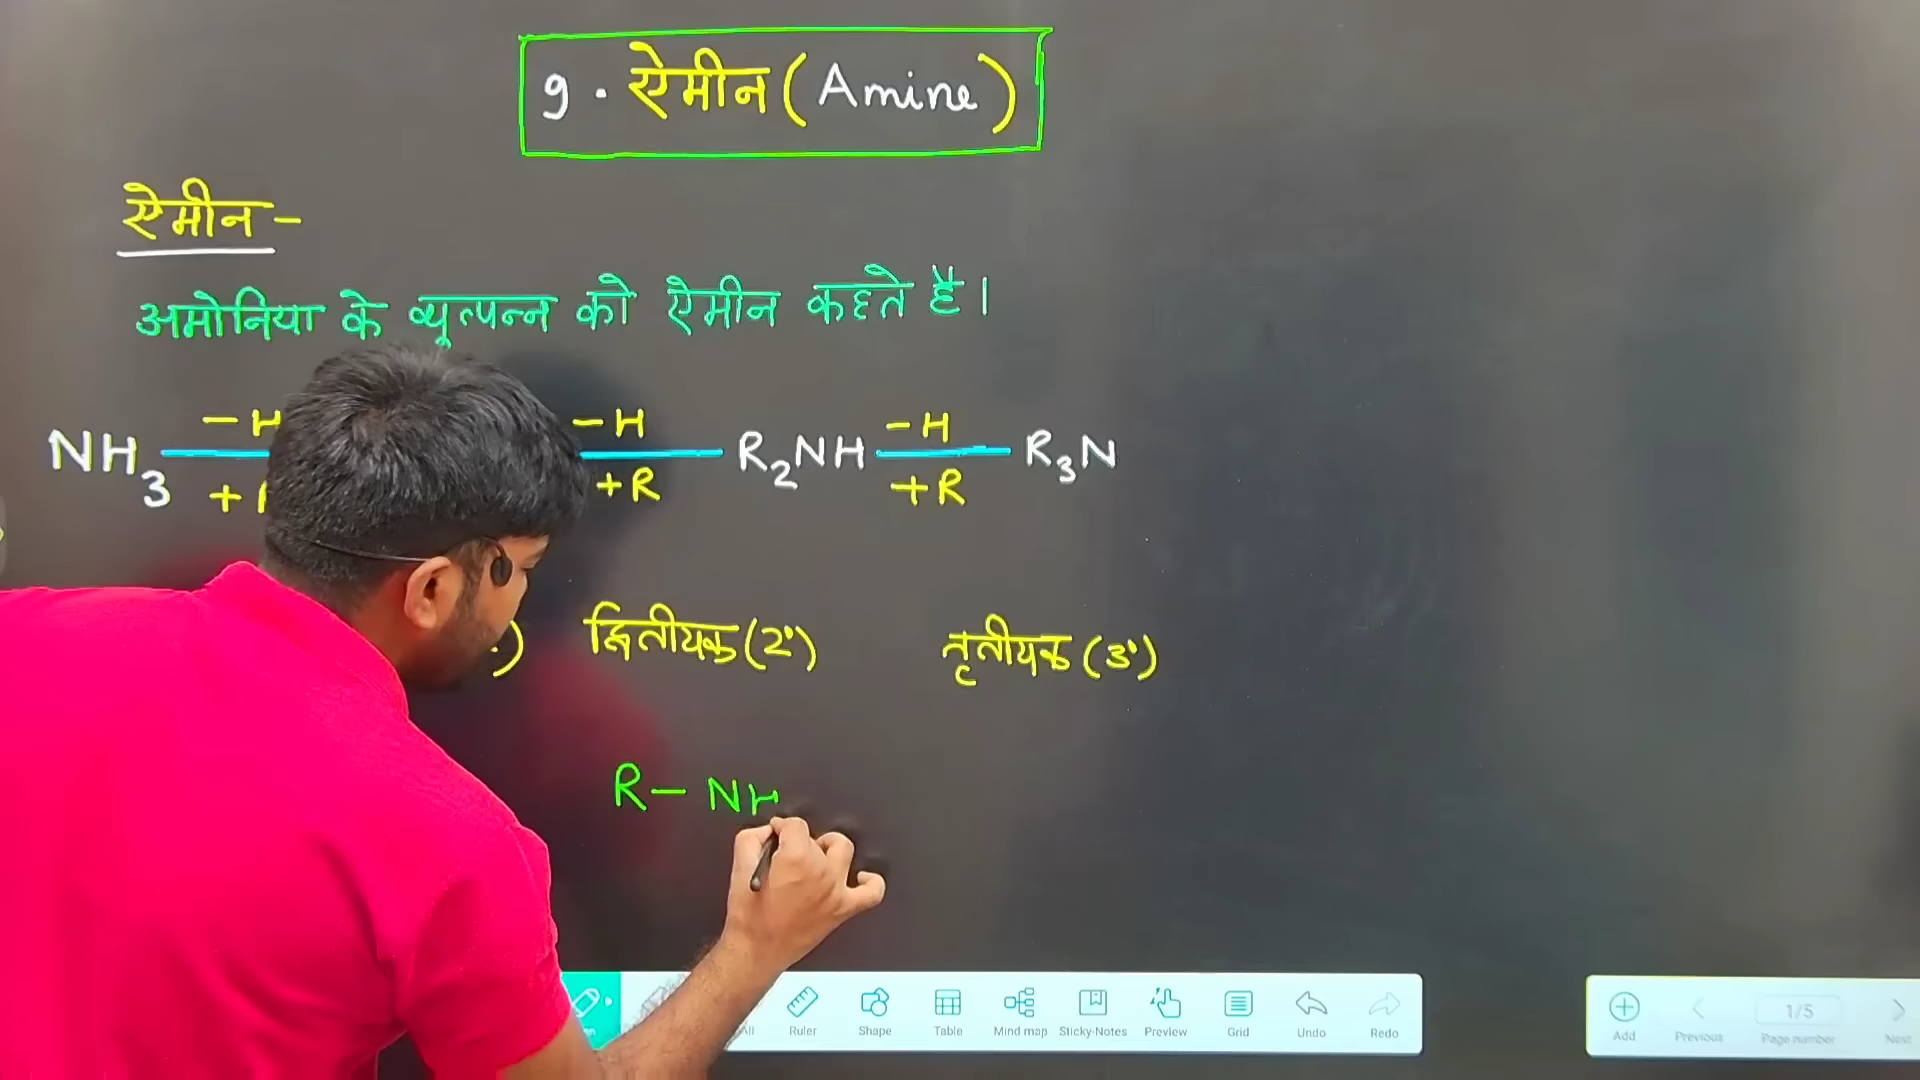 9 · ऐमीन (Amine)
ऐमीन -
अमोनिया के व्यूत्पन्न को ऐमीन कहते है।
- H - H - H
NH3 R2NH R3N
+ +R +R
द्वितीयक (2°) तृतीयक (3°)
R - NH
Ruler Shape Table Mind map Sticky-Notes Preview Grid Undo Redo
1/5
Add Previous Page number Next